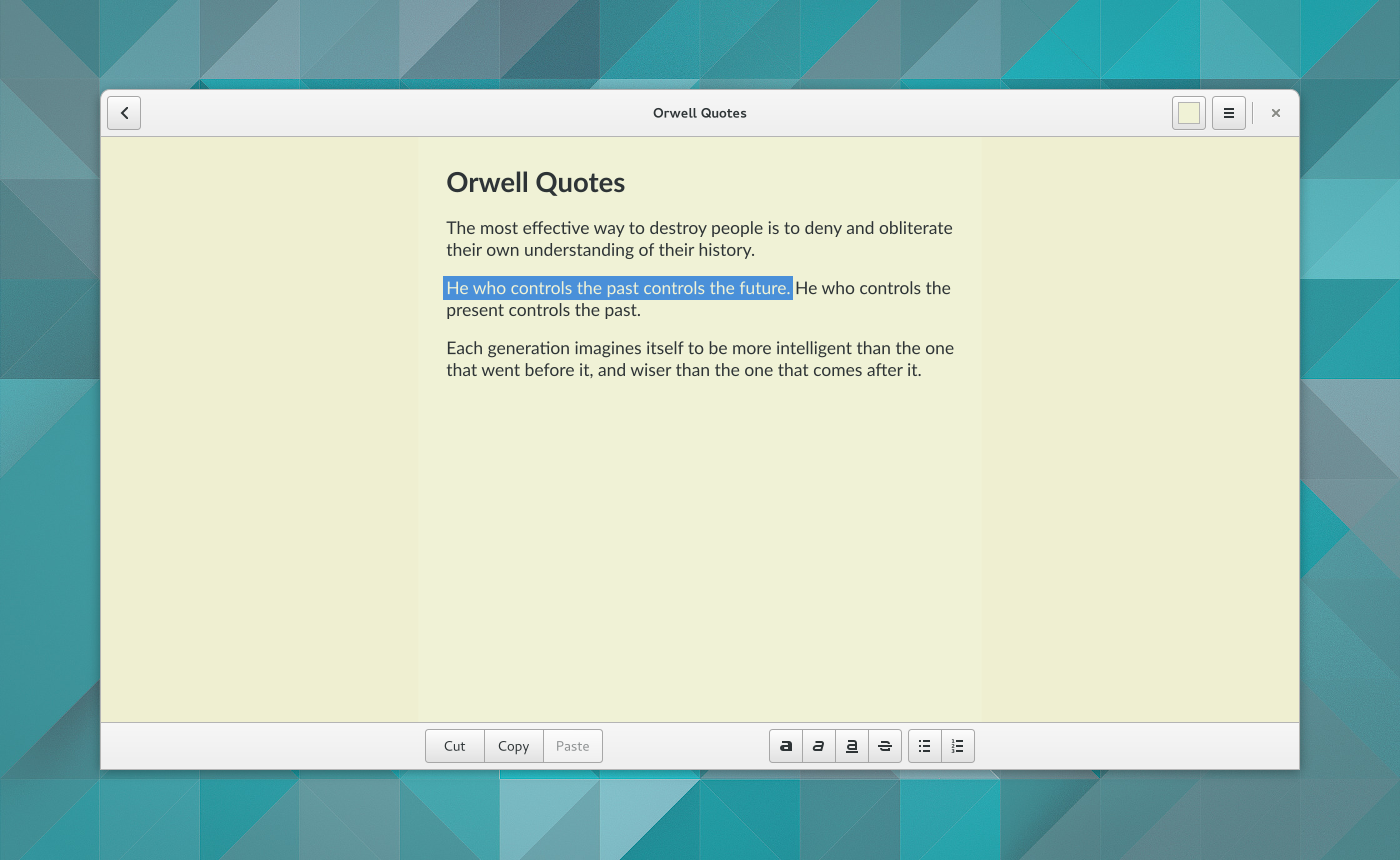 Orwell Quotes
Orwell Quotes
The most effective way to destroy people is to deny and obliterate
their own understanding of their history.
He who controls the past controls the future. He who controls the
present controls the past.
Each generation imagines itself to be more intelligent than the one
that went before it, and wiser than the one that comes after it.
Cut Copy Paste a a a a